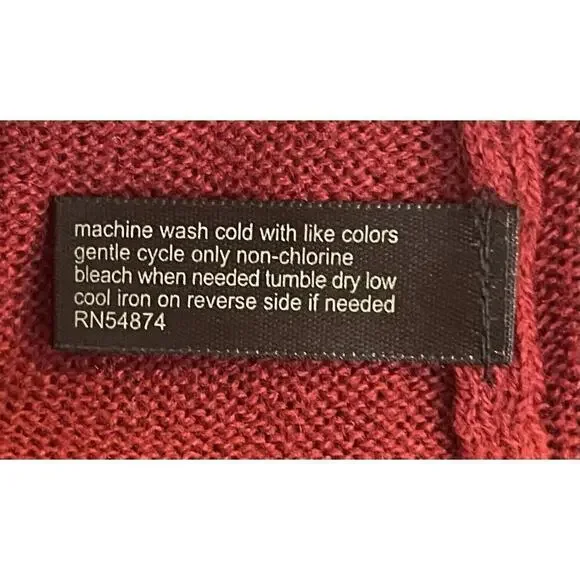 machine wash cold with like colors
gentle cycle only non-chlorine
bleach when needed tumble dry low
cool iron on reverse side if needed
RN54874